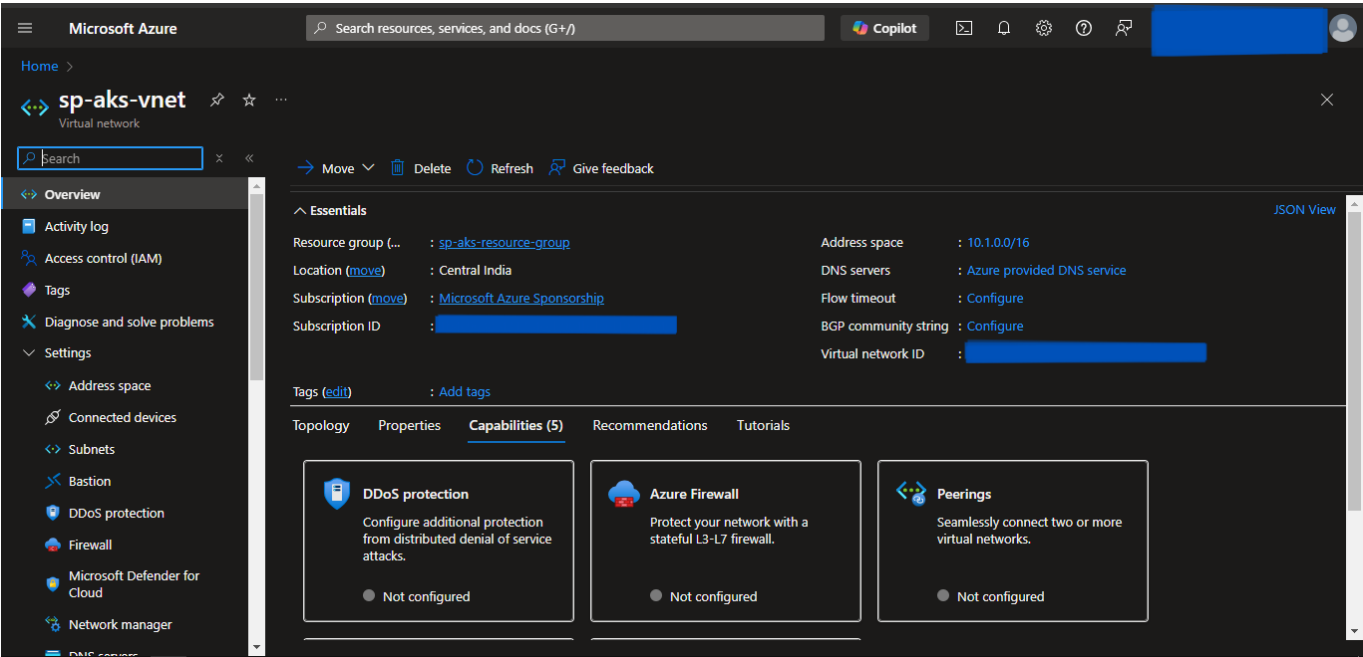 Microsoft Azure
Search resources, services, and docs (G+/)
Copilot
Home >
sp-aks-vnet
Virtual network
Search
Move
Delete
Refresh
Give feedback
Overview
Activity log
Access control (IAM)
Tags
Diagnose and solve problems
Settings
Address space
Connected devices
Subnets
Bastion
DDoS protection
Firewall
Microsoft Defender for
Cloud
Network manager
DNS servers
Essentials
JSON View
Resource group (... : sp-aks-resource-group
Location (move) : Central India
Subscription (move) : Microsoft Azure Sponsorship
Subscription ID :
Address space : 10.1.0.0/16
DNS servers : Azure provided DNS service
Flow timeout : Configure
BGP community string : Configure
Virtual network ID :
Tags (edit) : Add tags
Topology Properties Capabilities (5) Recommendations Tutorials
DDoS protection
Configure additional protection
from distributed denial of service
attacks.
Not configured
Azure Firewall
Protect your network with a
stateful L3-L7 firewall.
Not configured
Peerings
Seamlessly connect two or more
virtual networks.
Not configured